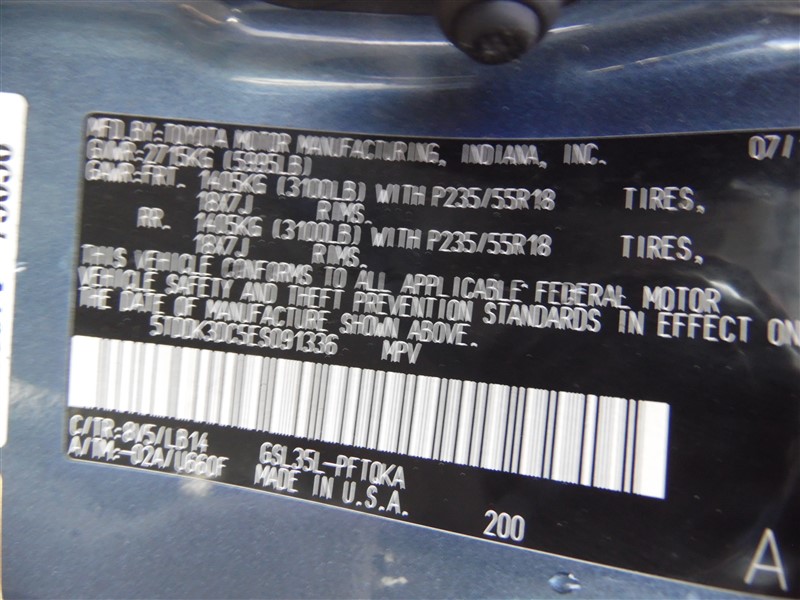 MFD.BY:TOYOTA MOTOR MANUFACTURING, INDIANA, INC. 07/
GVWR:2715KG (5985LB)
GAWR:FRT. 1405KG (3100LB) WITH P235/55R18 TIRES,
18X7J RIMS.
RR. 1405KG (3100LB) WITH P235/55R18 TIRES,
18X7J RIMS.
THIS VEHICLE CONFORMS TO ALL APPLICABLE FEDERAL MOTOR
VEHICLE SAFETY AND THEFT PREVENTION STANDARDS IN EFFECT ON
THE DATE OF MANUFACTURE SHOWN ABOVE.
5TDDK3DC5ES091336 MPV
C/TR:8V5/LB14 GSL35L-PFTQKA
A/TM:-02A/U660F MADE IN U.S.A.
200
A